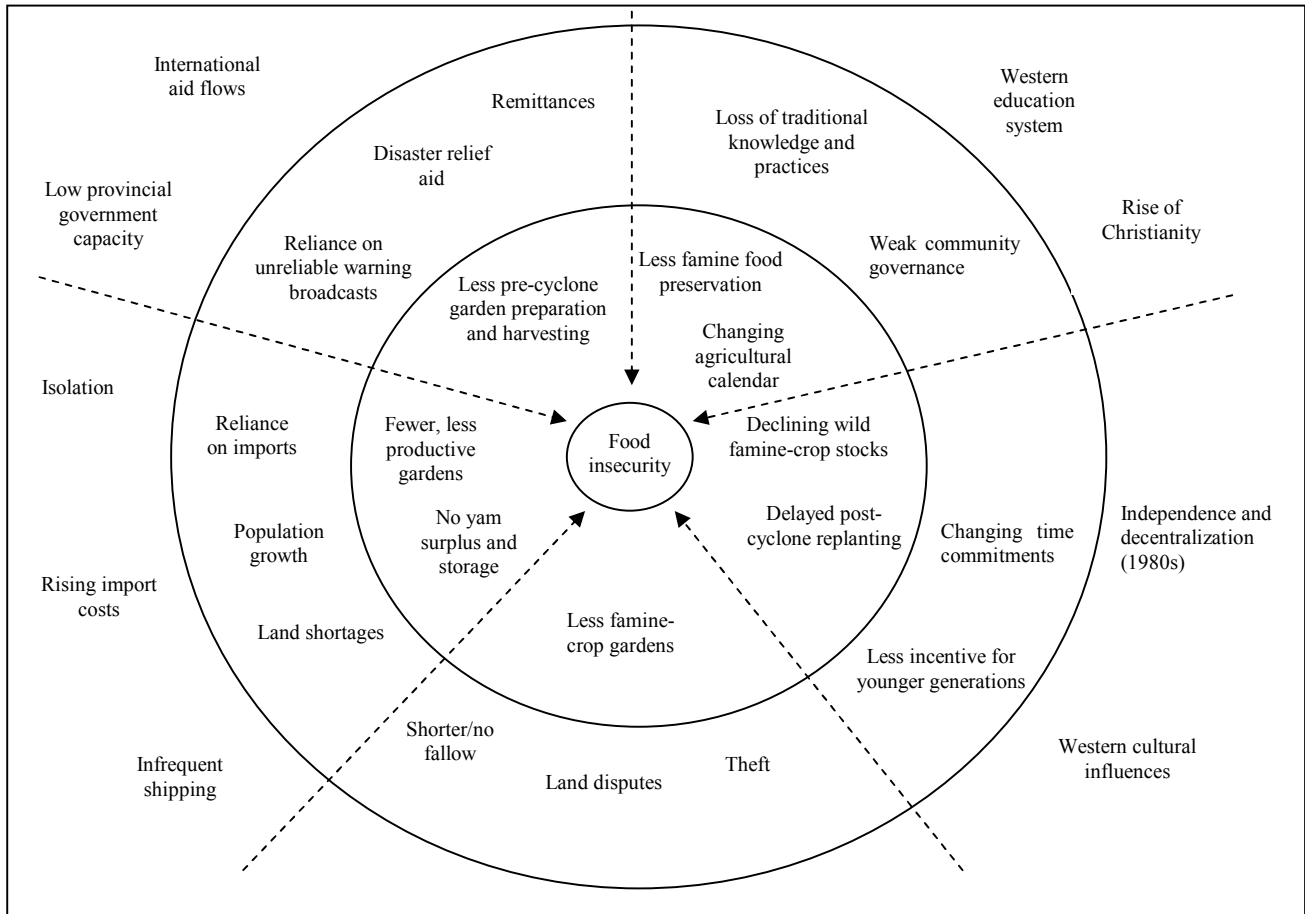 International
aid flows
Remittances
Western
education
system
Loss of traditional
knowledge and
practices
Disaster relief
aid
Low provincial
government
capacity
Rise of
Christianity
Reliance on
unreliable warning
broadcasts
Weak community
governance
Less famine food
preservation
Less pre-cyclone
garden preparation
and harvesting
Changing
agricultural
calendar
Isolation
Reliance
on imports
Fewer, less
productive
gardens
Food
insecurity
Declining wild
famine-crop stocks
No yam
surplus and
storage
Delayed post-
cyclone replanting
Population
growth
Changing time
commitments
Independence and
decentralization
(1980s)
Rising import
costs
Land shortages
Less famine-
crop gardens
Less incentive for
younger generations
Shorter/no
fallow
Land disputes
Theft
Infrequent
shipping
Western cultural
influences